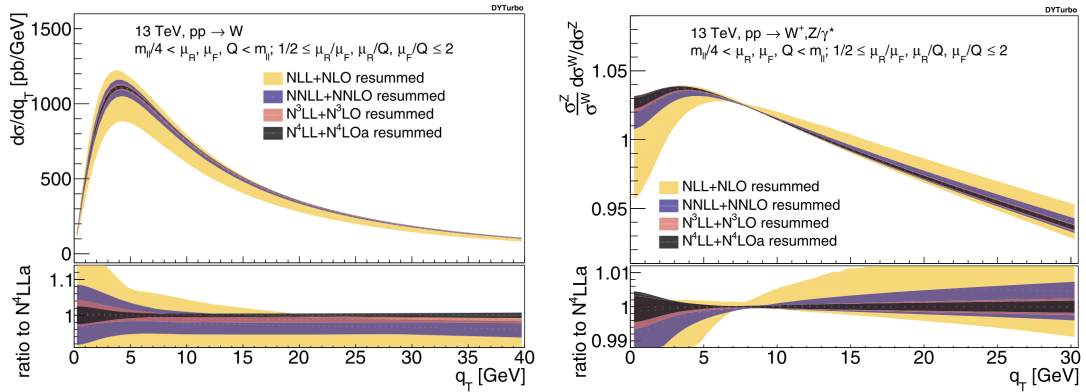 DYTurbo
dσ/dq_T [pb/GeV]
1500
1000
500
0
13 TeV, pp → W
m_ll/4 < μ_R, μ_F, Q < m_ll; 1/2 ≤ μ_R/μ_F, μ_R/Q, μ_F/Q ≤ 2
NLL+NLO resummed
NNLL+NNLO resummed
N³LL+N³LO resummed
N⁴LL+N⁴LOa resummed
ratio to N⁴LLa
1.1
1
0 5 10 15 20 25 30 35 40
q_T [GeV]
DYTurbo
σ^Z/σ^W dσ^W/dσ^Z
1.05
1
0.95
13 TeV, pp → W⁺,Z/γ*
m_ll/4 < μ_R, μ_F, Q < m_ll; 1/2 ≤ μ_R/μ_F, μ_R/Q, μ_F/Q ≤ 2
NLL+NLO resummed
NNLL+NNLO resummed
N³LL+N³LO resummed
N⁴LL+N⁴LOa resummed
ratio to N⁴LLa
1.01
1
0.99
0 5 10 15 20 25 30
q_T [GeV]